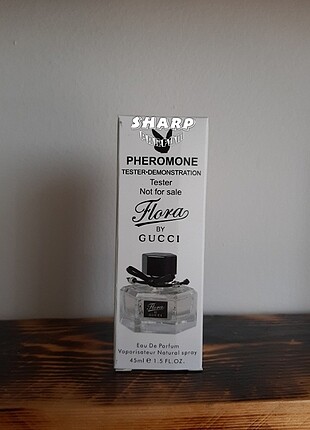 SHARP
PHEROMONE
TESTER•DEMONSTRATION
Tester
Not for sale
Flora
BY
GUCCI
Flora
Eau De Parfum
Vaporisateur Natural spray
45ml e 1.5 FL.OZ.